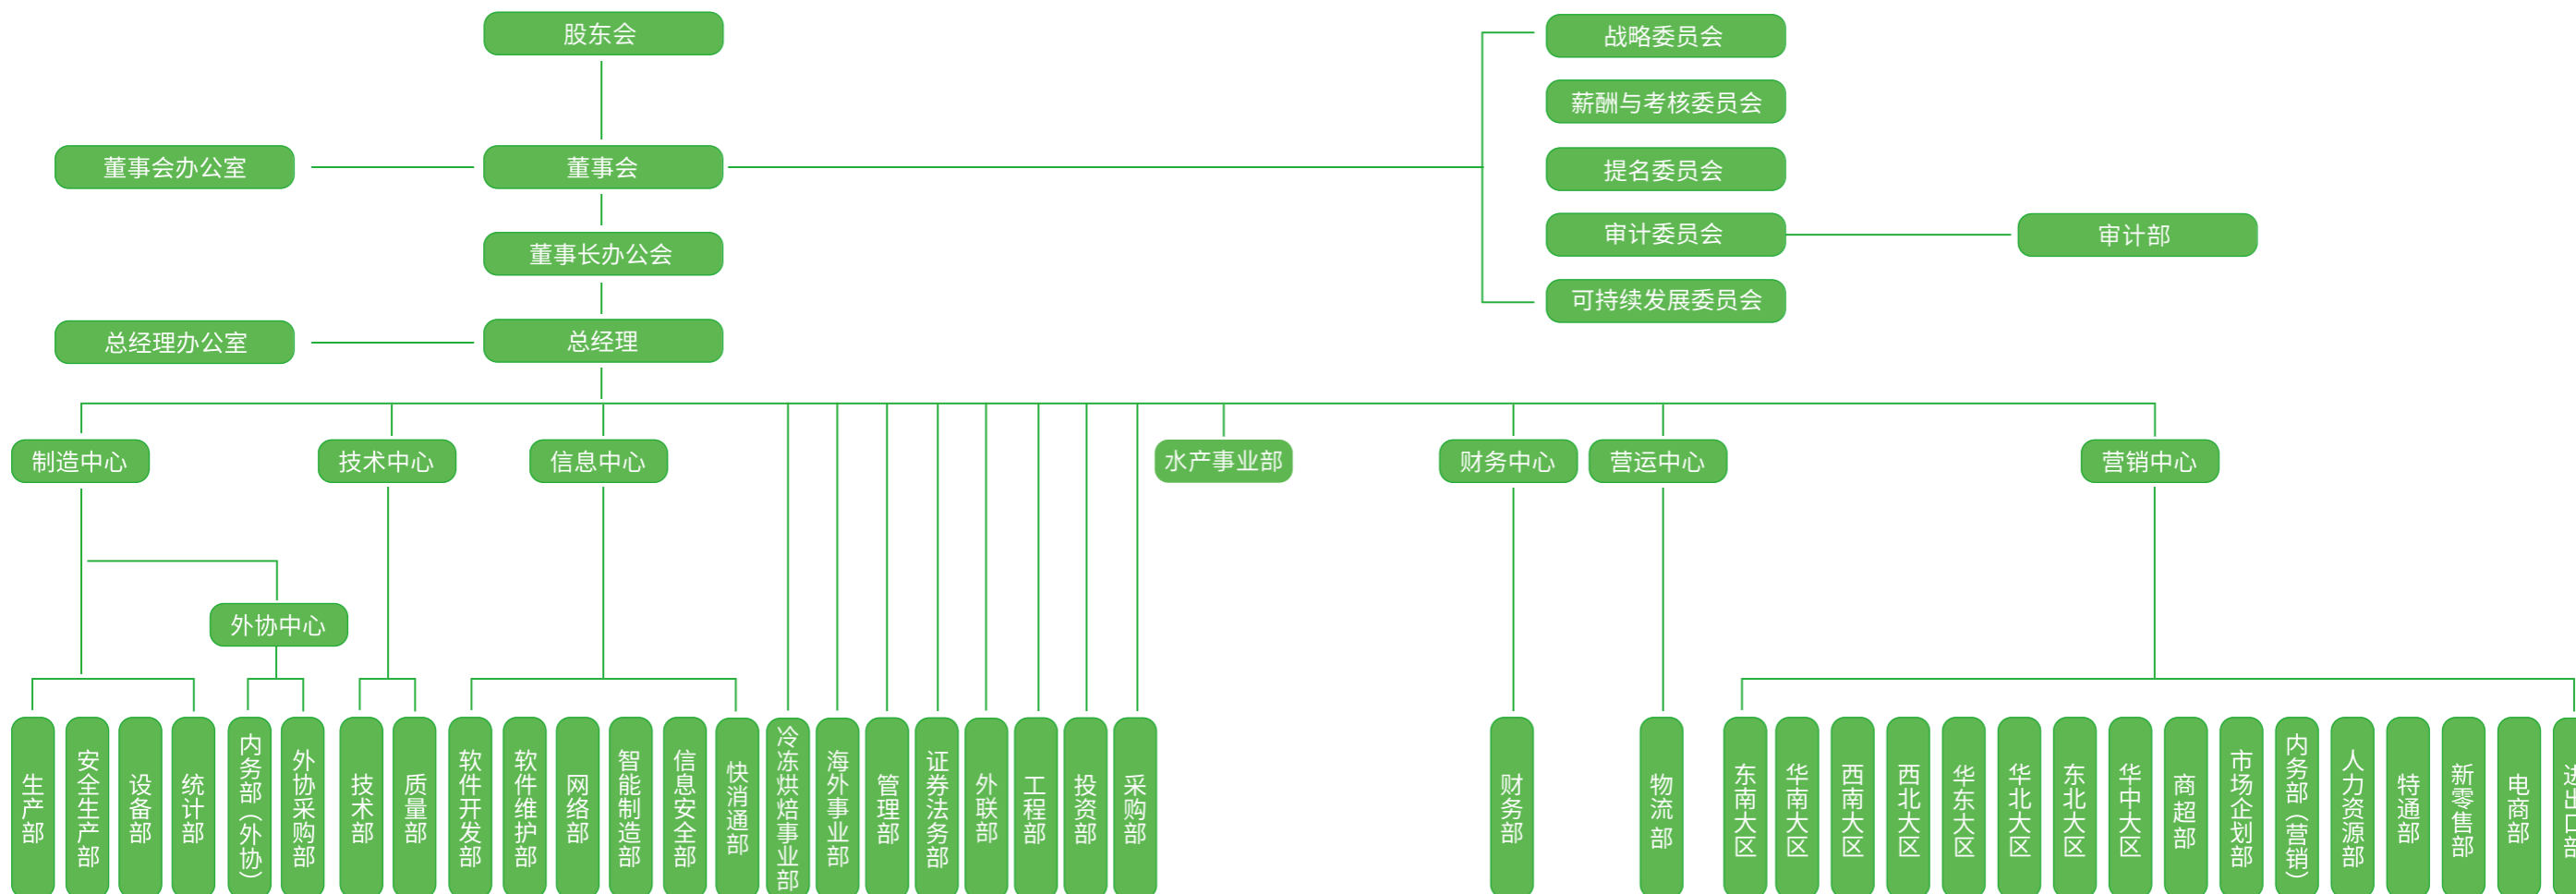 股东会
战略委员会
薪酬与考核委员会
董事会办公室
董事会
提名委员会
董事长办公会
审计委员会
审计部
可持续发展委员会
总经理办公室
总经理
制造中心
技术中心
信息中心
水产事业部
财务中心
营运中心
营销中心
外协中心
生产部
安全生产部
设备部
统计部
内务部（外协）
外协采购部
技术部
质量部
软件开发部
软件维护部
网络部
智能制造部
信息安全部
快消通部
冷冻烘焙事业部
海外事业部
管理部
证券法务部
外联部
工程部
投资部
采购部
财务部
物流部
东南大区
华南大区
西南大区
西北大区
华东大区
华北大区
东北大区
华中大区
商超部
市场企划部
内务部（营销）
人力资源部
特通部
新零售部
电商部
进出口部